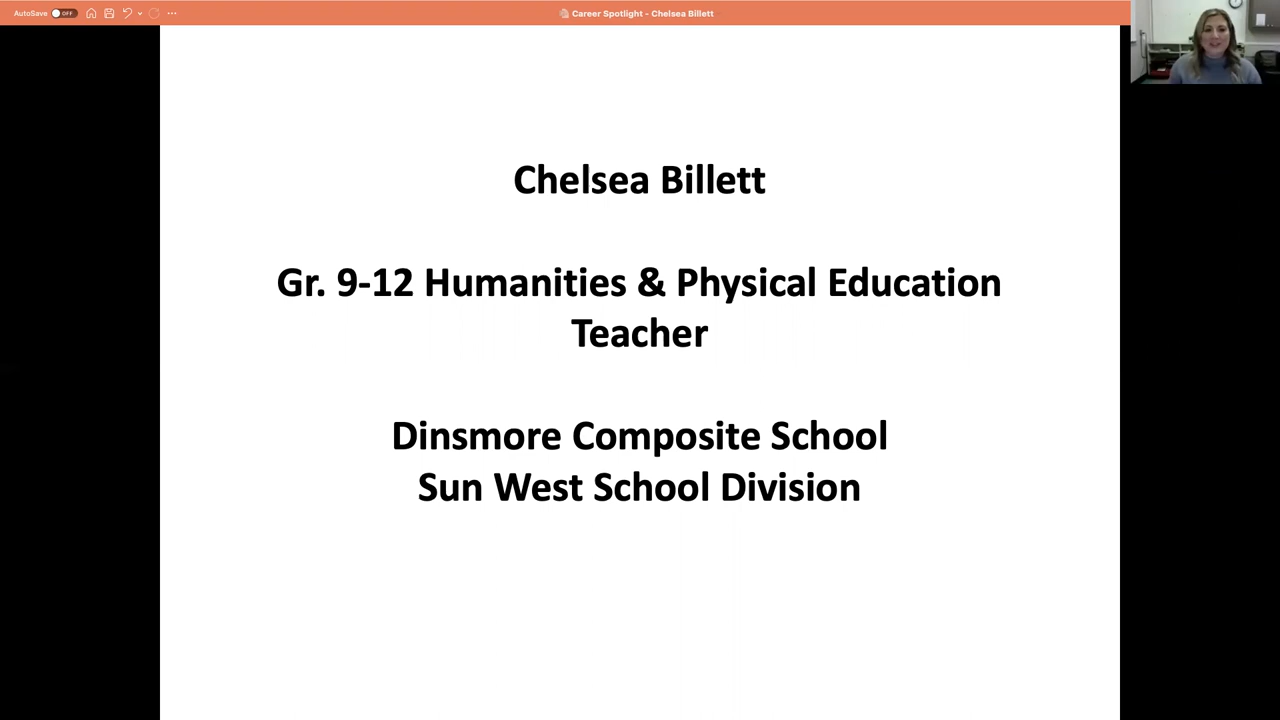 AutoSave OFF
Career Spotlight - Chelsea Billett
Chelsea Billett
Gr. 9-12 Humanities & Physical Education
Teacher
Dinsmore Composite School
Sun West School Division